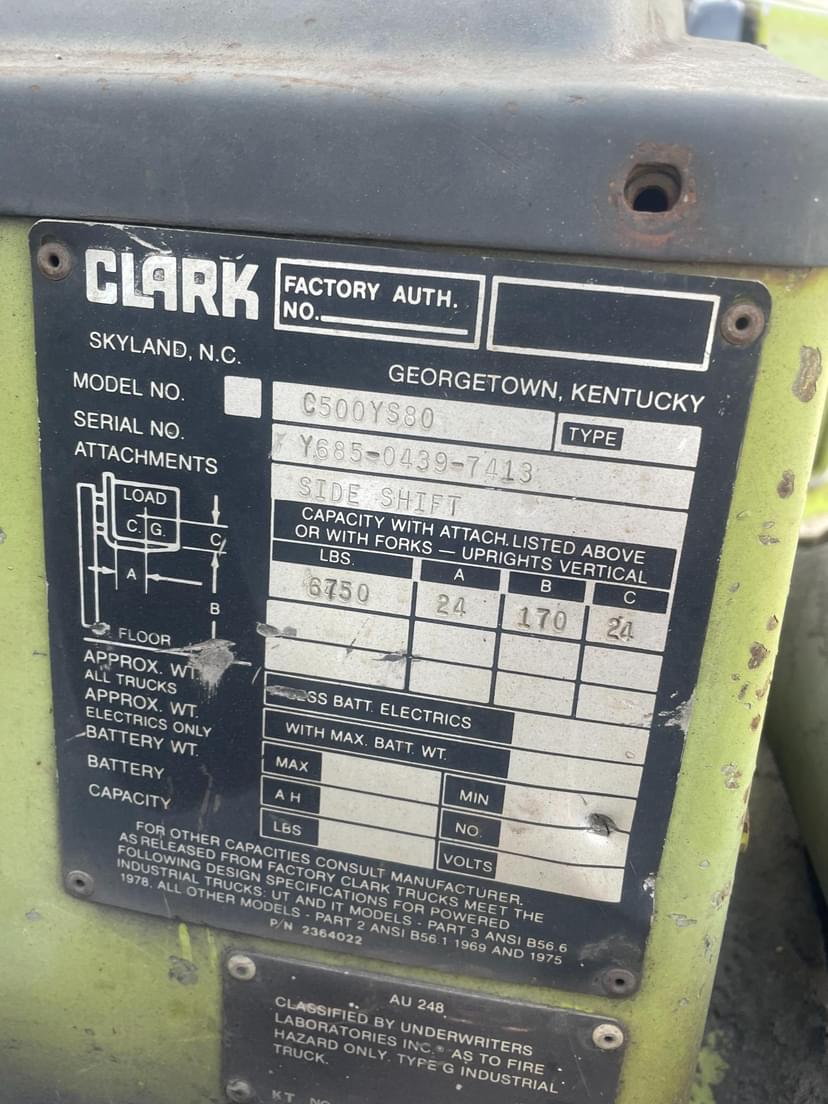 CLARK
FACTORY AUTH.
NO.
SKYLAND, N.C.
GEORGETOWN, KENTUCKY
MODEL NO. C500YS80 TYPE
SERIAL NO. Y685-0439-7413
ATTACHMENTS SIDE SHIFT
CAPACITY WITH ATTACH. LISTED ABOVE
OR WITH FORKS — UPRIGHTS VERTICAL
LBS. A B C
6750 24 170 24
LOAD
C. G.
C
A
B
FLOOR
APPROX. WT.
ALL TRUCKS
APPROX. WT. BATT. ELECTRICS
ELECTRICS ONLY WITH MAX. BATT. WT.
BATTERY WT. MAX MIN
BATTERY A H NO.
CAPACITY LBS VOLTS
FOR OTHER CAPACITIES CONSULT MANUFACTURER.
AS RELEASED FROM FACTORY CLARK TRUCKS MEET THE
FOLLOWING DESIGN SPECIFICATIONS FOR POWERED
INDUSTRIAL TRUCKS: UT AND IT MODELS - PART 3 ANSI B56.6
1978. ALL OTHER MODELS - PART 2 ANSI B56.1 1969 AND 1975
P/N 2364022
AU 248
CLASSIFIED BY UNDERWRITERS
LABORATORIES INC. AS TO FIRE
HAZARD ONLY. TYPE G INDUSTRIAL
TRUCK.